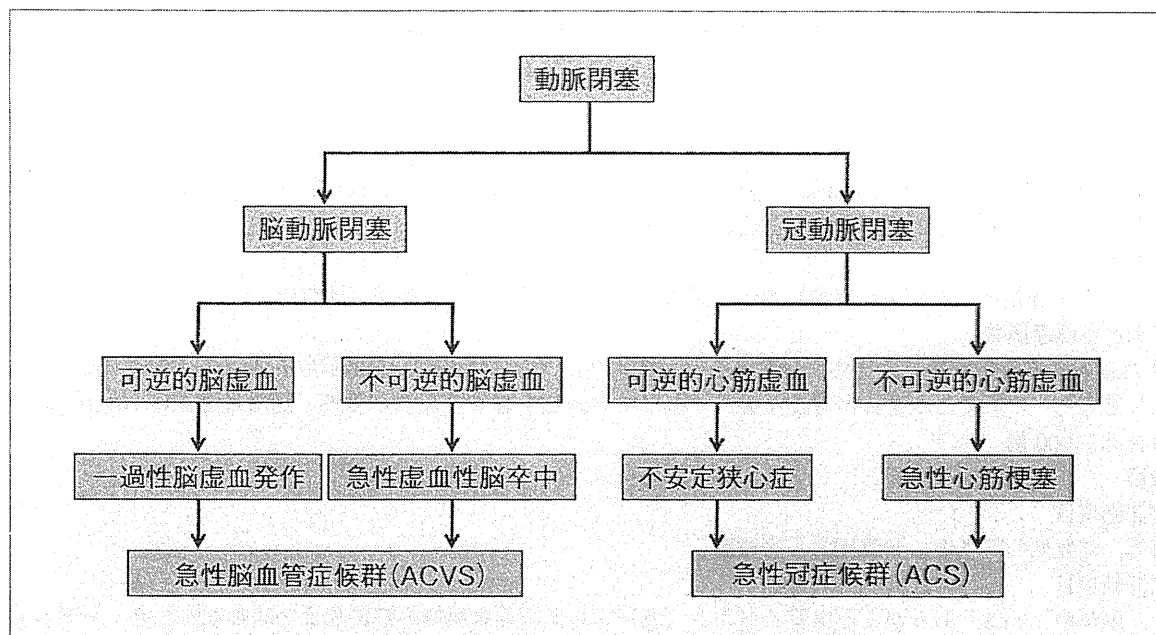 動脈閉塞
脳動脈閉塞
冠動脈閉塞
可逆的脳虚血
不可逆的脳虚血
可逆的心筋虚血
不可逆的心筋虚血
一過性脳虚血発作
急性虚血性脳卒中
不安定狭心症
急性心筋梗塞
急性脳血管症候群(ACVS)
急性冠症候群(ACS)